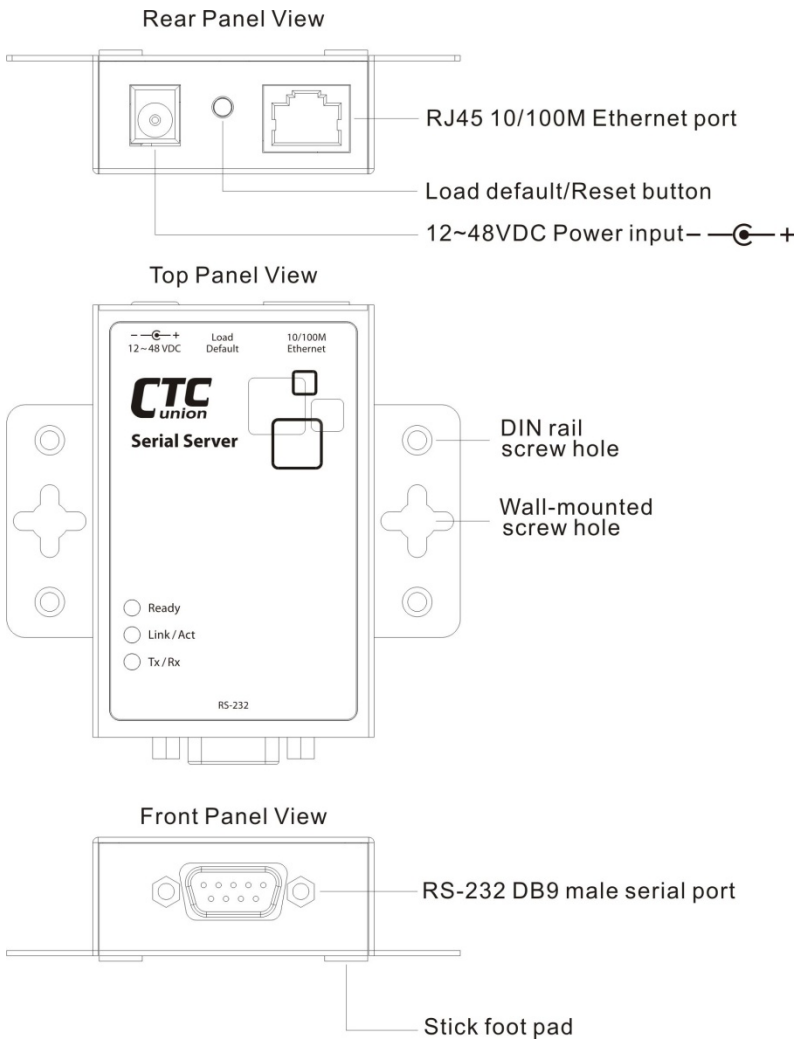 Rear Panel View
RJ45 10/100M Ethernet port
Load default/Reset button
12~48VDC Power input - +
Top Panel View
- +
12~48 VDC
Load
Default
10/100M
Ethernet
CTC
union
Serial Server
DIN rail
screw hole
Wall-mounted
screw hole
Ready
Link/Act
Tx/Rx
RS-232
Front Panel View
RS-232 DB9 male serial port
Stick foot pad